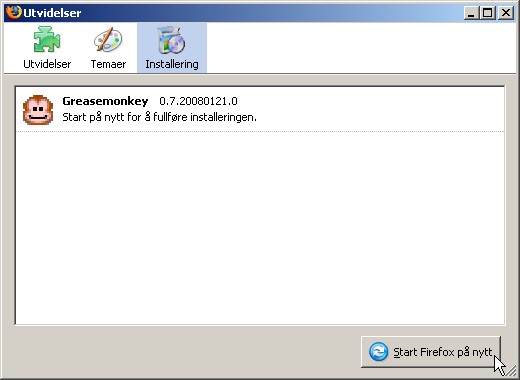 Utvidelser
Utvidelser Temaer Installering
Greasemonkey 0.7.20080121.0
Start på nytt for å fullføre installeringen.
Start Firefox på nytt